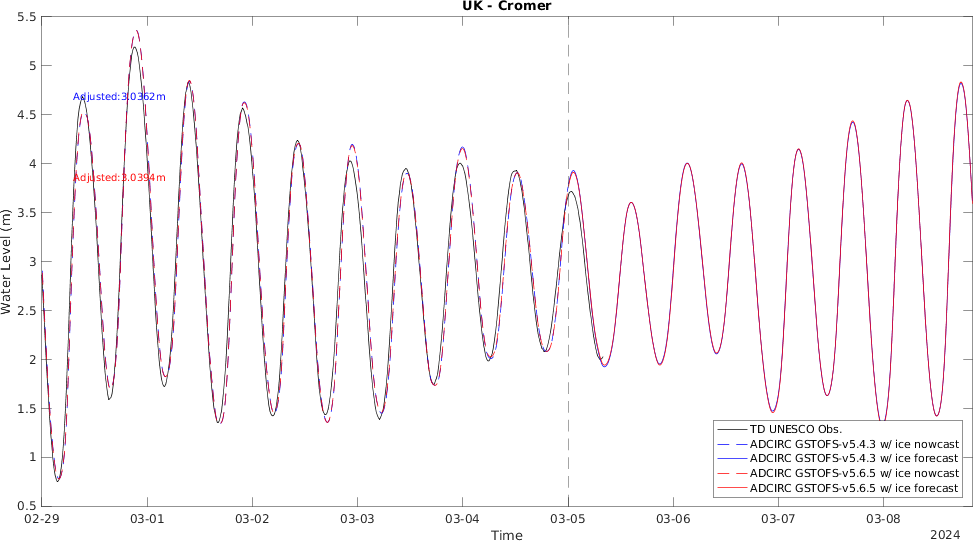 UK - Cromer
5.5
5
4.5
4
3.5
3
2.5
2
1.5
1
0.5
Water Level (m)
Adjusted:3.0362m
Adjusted:3.0394m
TD UNESCO Obs.
ADCIRC GSTOFS-v5.4.3 w/ ice nowcast
ADCIRC GSTOFS-v5.4.3 w/ ice forecast
ADCIRC GSTOFS-v5.6.5 w/ ice nowcast
ADCIRC GSTOFS-v5.6.5 w/ ice forecast
02-29 03-01 03-02 03-03 03-04 03-05 03-06 03-07 03-08
Time
2024